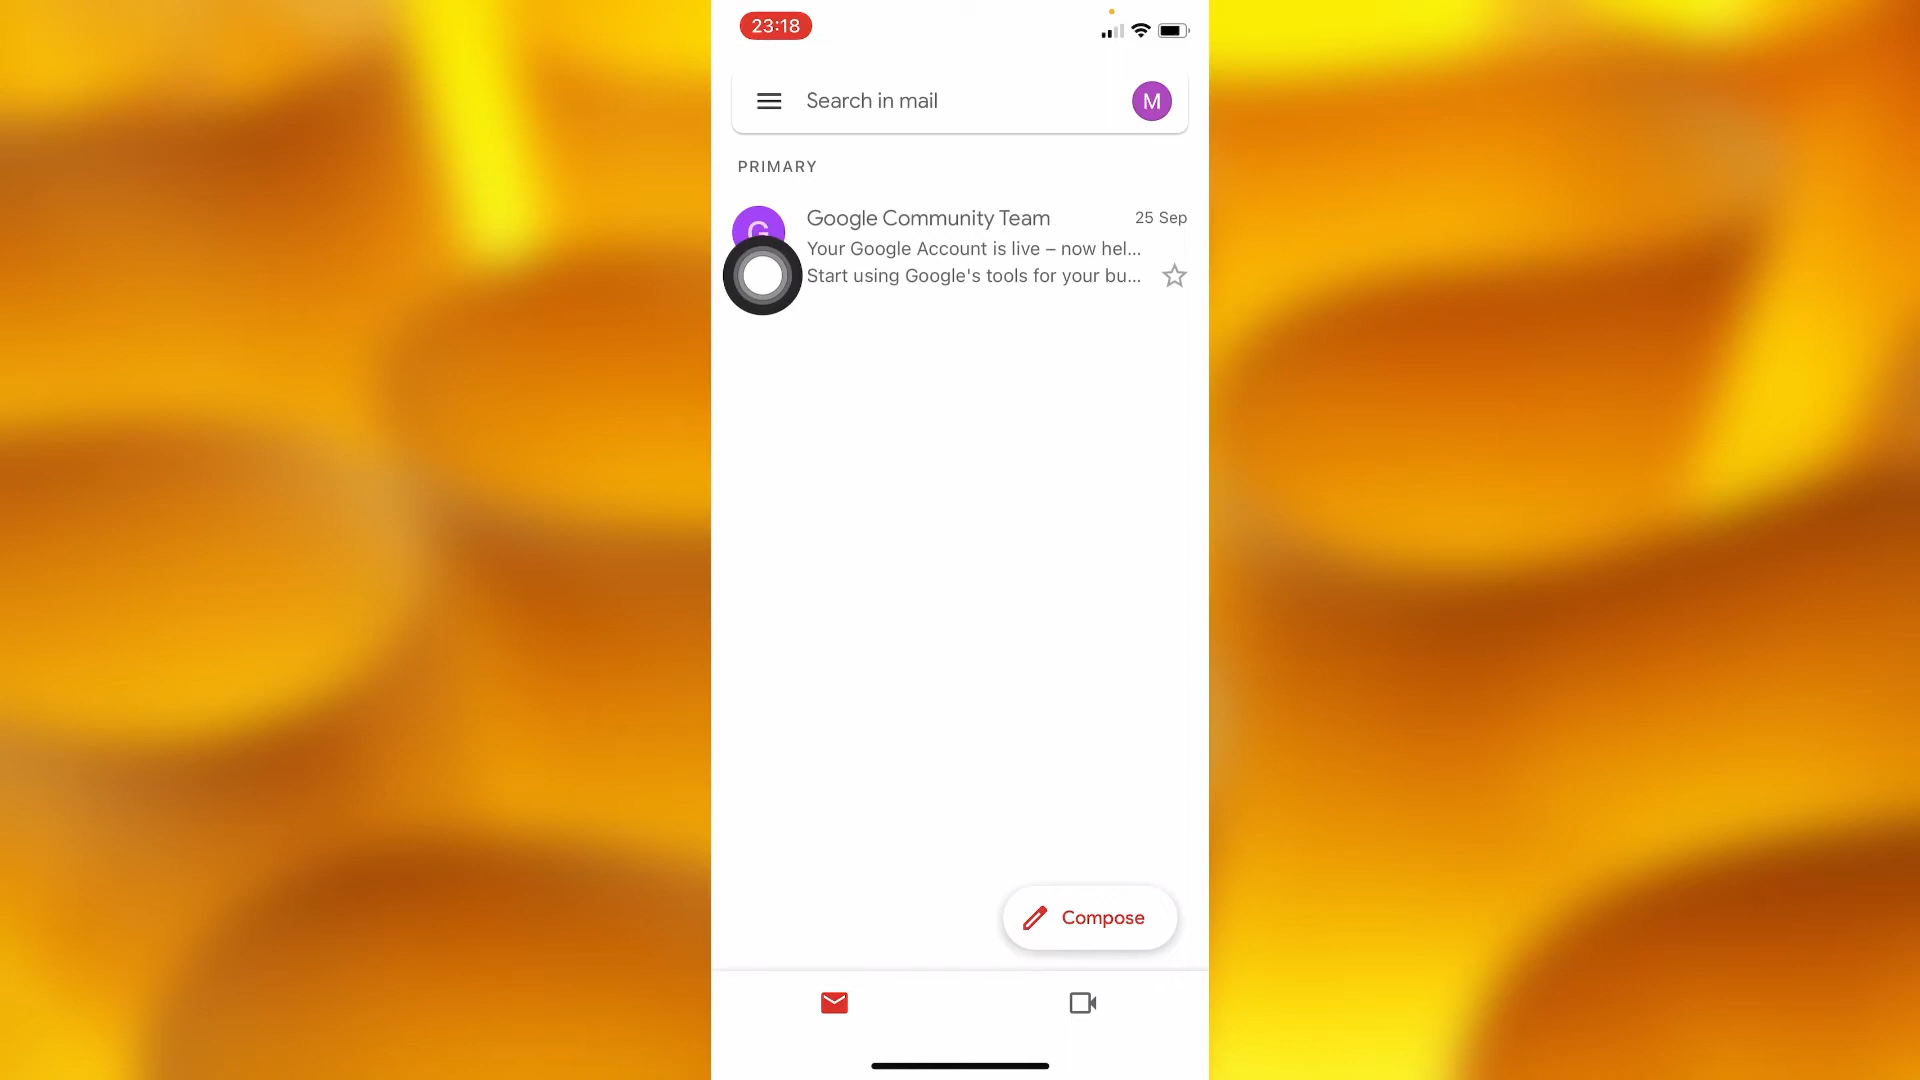 23:18
Search in mail
M
PRIMARY
G
Google Community Team
25 Sep
Your Google Account is live – now hel...
Start using Google's tools for your bu...
Compose